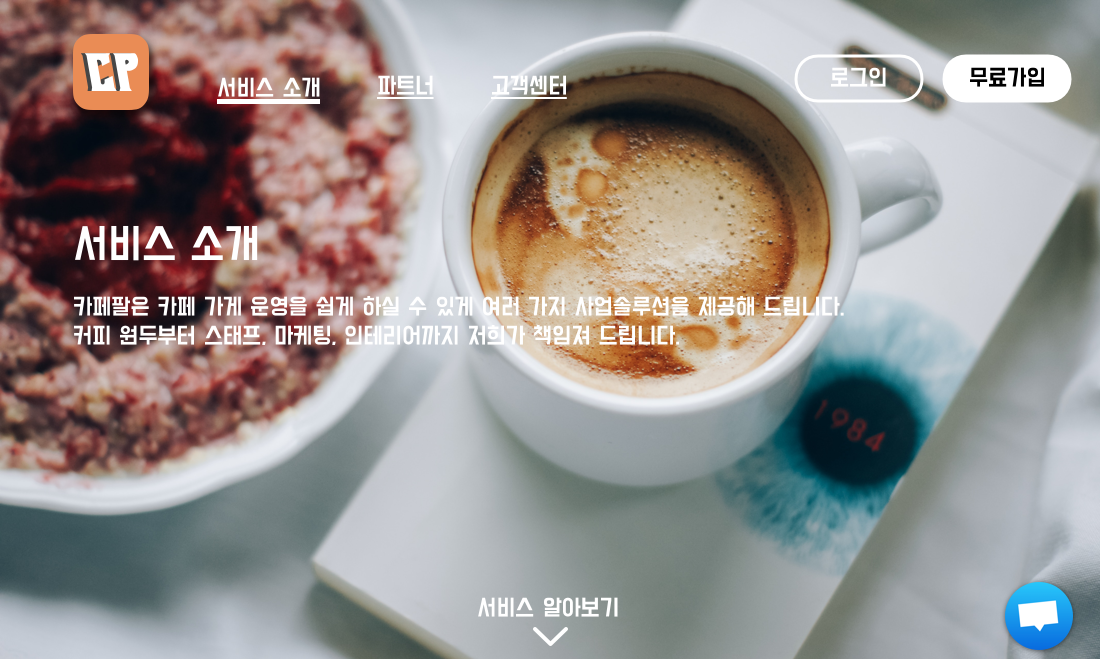 CP
서비스 소개
파트너
고객센터
로그인
무료가입
서비스 소개
카페팔은 카페 가게 운영을 쉽게 하실 수 있게 여러 가지 사업솔루션을 제공해 드립니다.
커피 원두부터 스태프, 마케팅, 인테리어까지 저희가 책임져 드립니다.
1984
서비스 알아보기